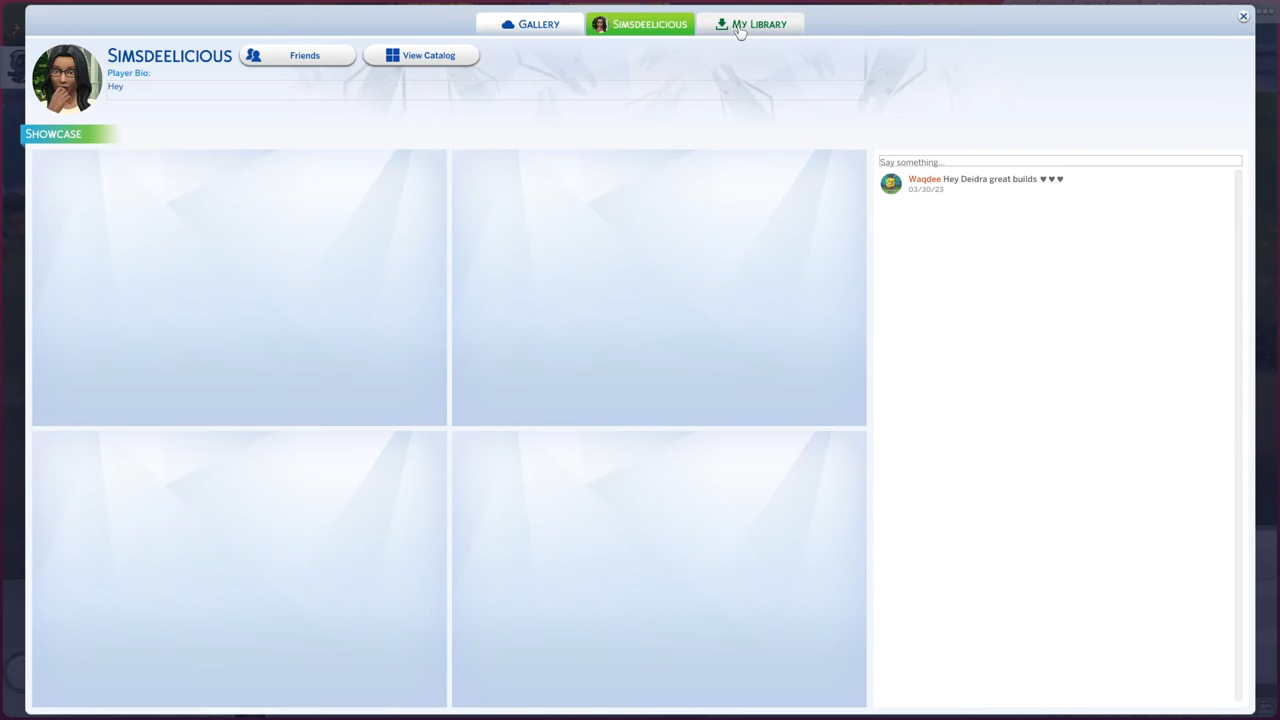 GALLERY
SIMSDEELICIOUS
MY LIBRARY
SIMSDEELICIOUS
Friends
View Catalog
Player Bio:
Hey
SHOWCASE
Say something...
Waqdee Hey Deidra great builds ♥ ♥ ♥
03/30/23